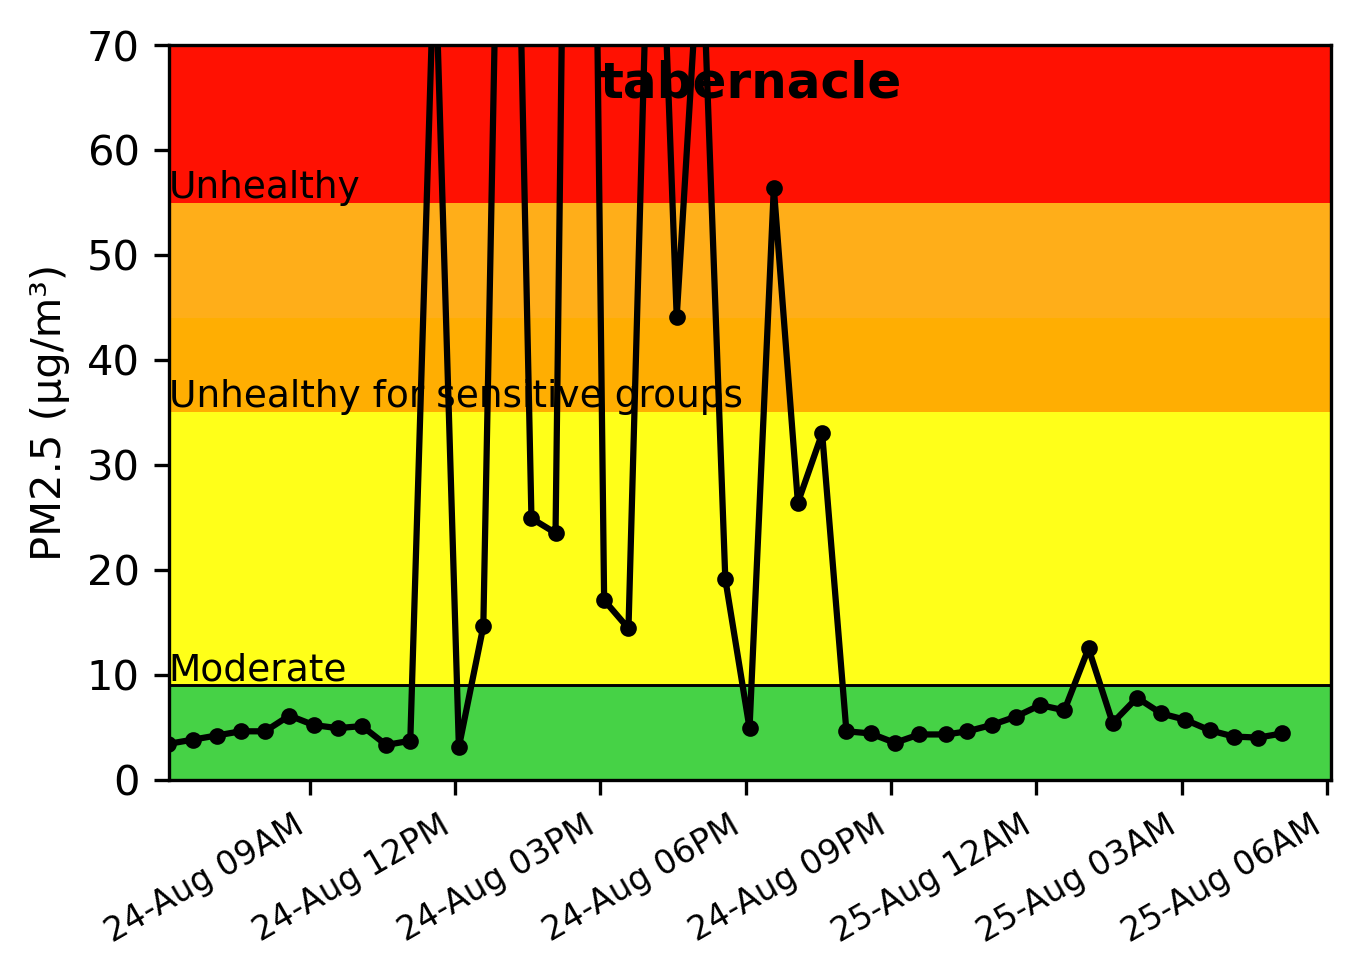 tabernacle
70
60
50
40
30
20
10
0
PM2.5 (µg/m³)
Unhealthy
Unhealthy for sensitive groups
Moderate
24-Aug 09AM
24-Aug 12PM
24-Aug 03PM
24-Aug 06PM
24-Aug 09PM
25-Aug 12AM
25-Aug 03AM
25-Aug 06AM